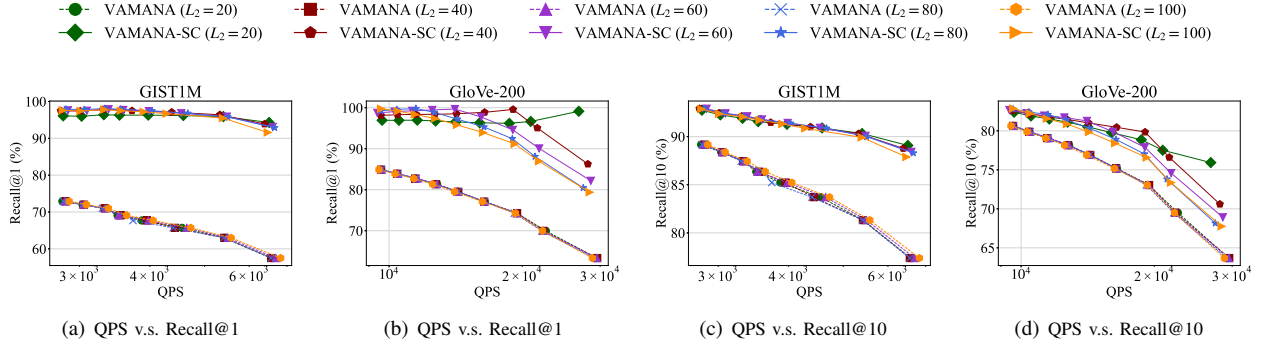 VAMANA (L₂ = 20) VAMANA (L₂ = 40) VAMANA (L₂ = 60) VAMANA (L₂ = 80) VAMANA (L₂ = 100)
VAMANA-SC (L₂ = 20) VAMANA-SC (L₂ = 40) VAMANA-SC (L₂ = 60) VAMANA-SC (L₂ = 80) VAMANA-SC (L₂ = 100)
GIST1M
Recall@1 (%)
100
90
80
70
60
3 × 10³ 4 × 10³ 6 × 10³
QPS
(a) QPS v.s. Recall@1
GloVe-200
Recall@1 (%)
100
90
80
70
10⁴ 2 × 10⁴ 3 × 10⁴
QPS
(b) QPS v.s. Recall@1
GIST1M
Recall@10 (%)
90
85
80
3 × 10³ 4 × 10³ 6 × 10³
QPS
(c) QPS v.s. Recall@10
GloVe-200
Recall@10 (%)
80
75
70
65
10⁴ 2 × 10⁴ 3 × 10⁴
QPS
(d) QPS v.s. Recall@10